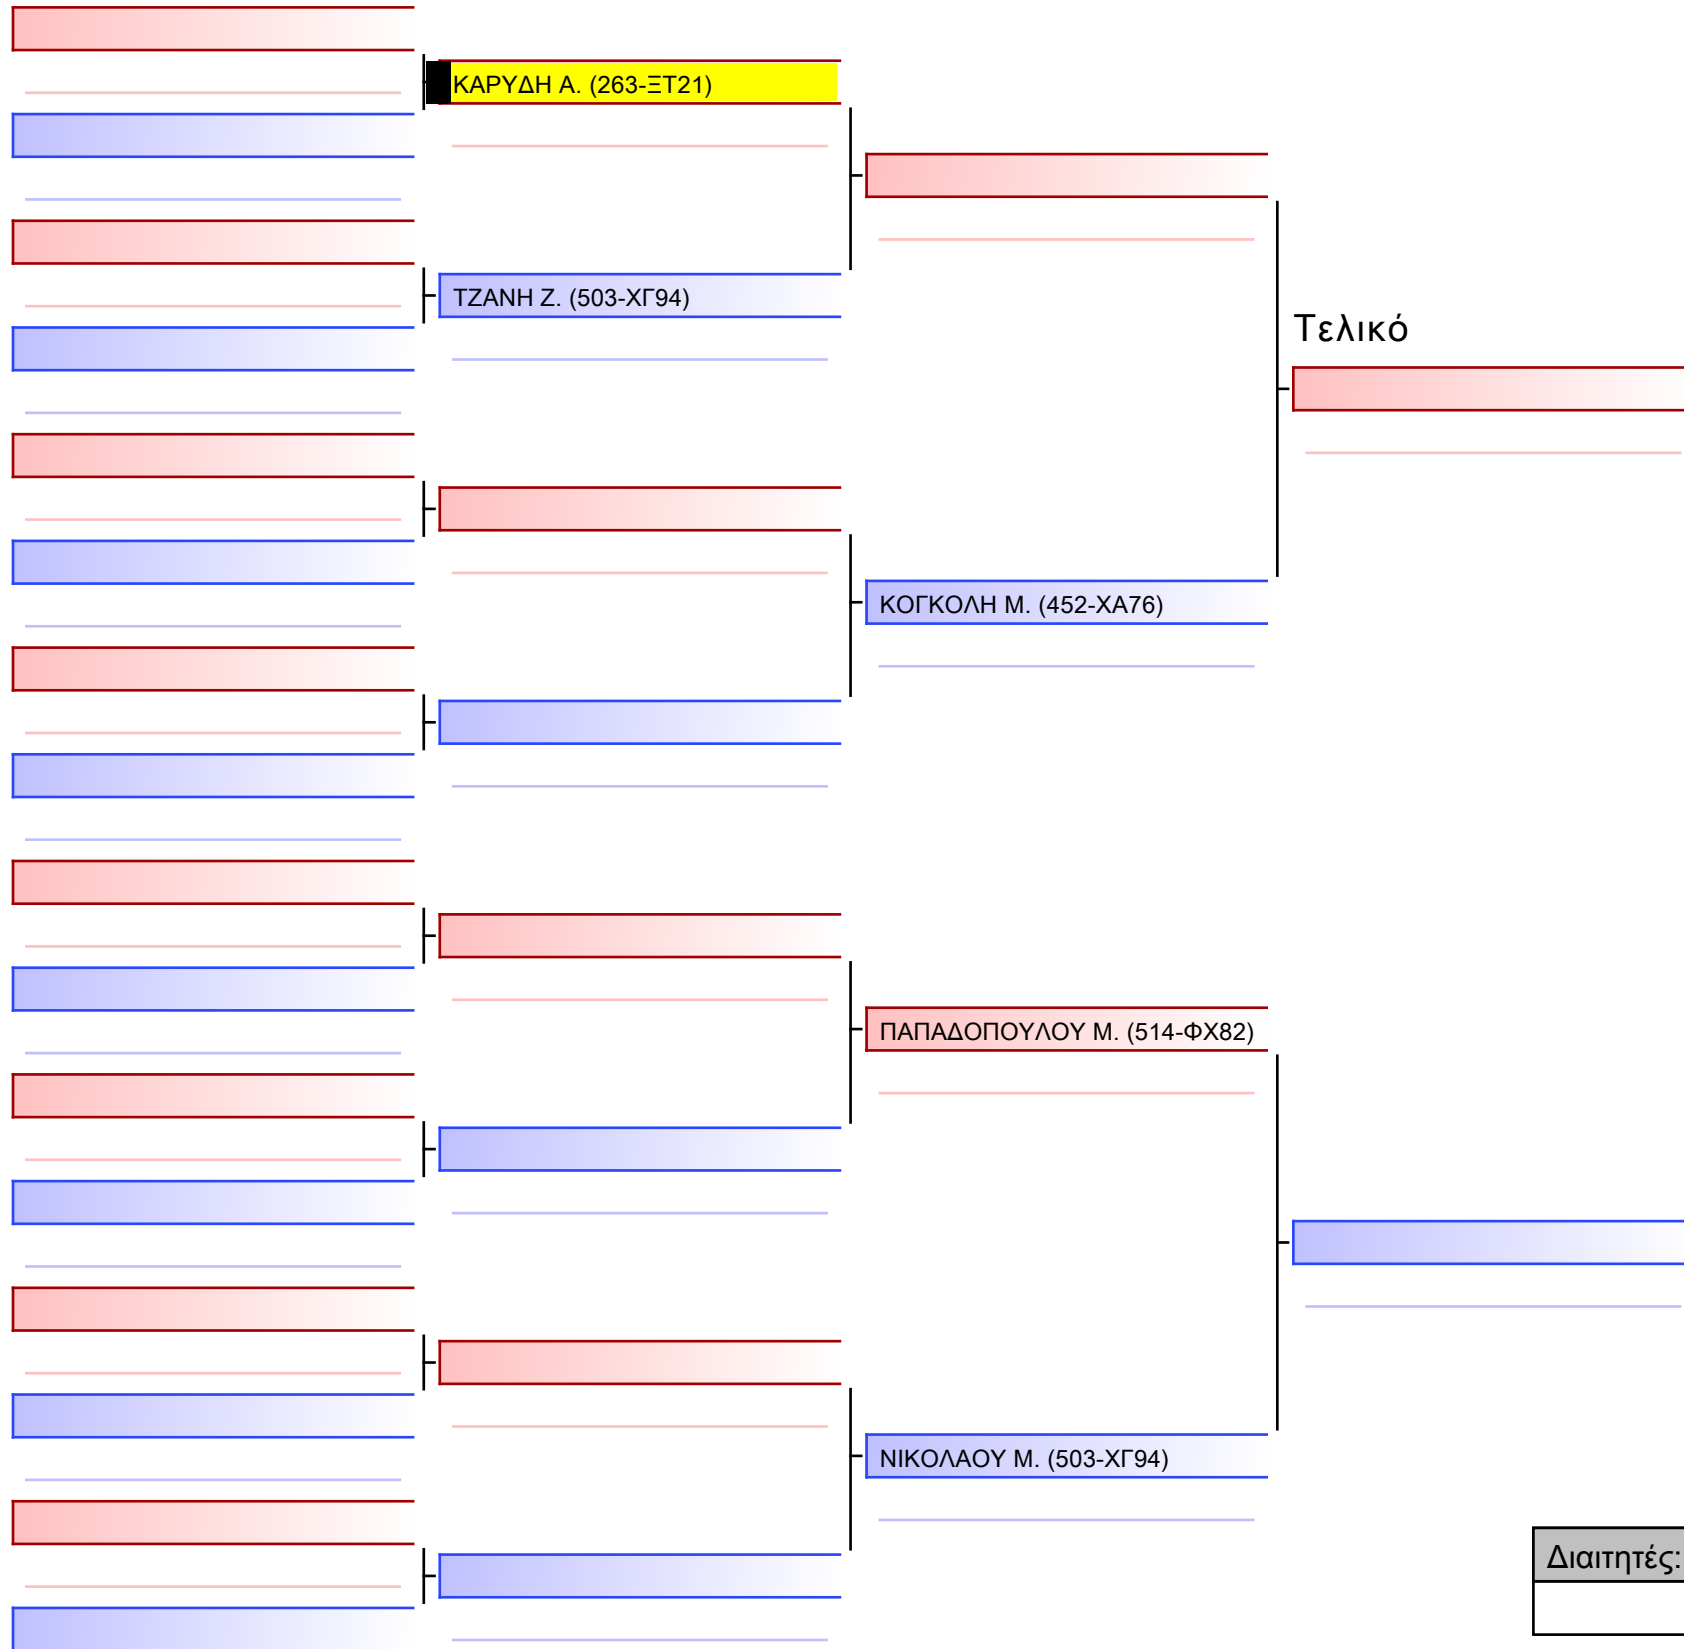 ΚΑΡΥΔΗ Α. (263-ΞΤ21)
ΤΖΑΝΗ Ζ. (503-ΧΓ94)
Τελικό
ΚΟΓΚΟΛΗ Μ. (452-ΧΑ76)
ΠΑΠΑΔΟΠΟΥΛΟΥ Μ. (514-ΦΧ82)
ΝΙΚΟΛΑΟΥ Μ. (503-ΧΓ94)
Διαιτητές: